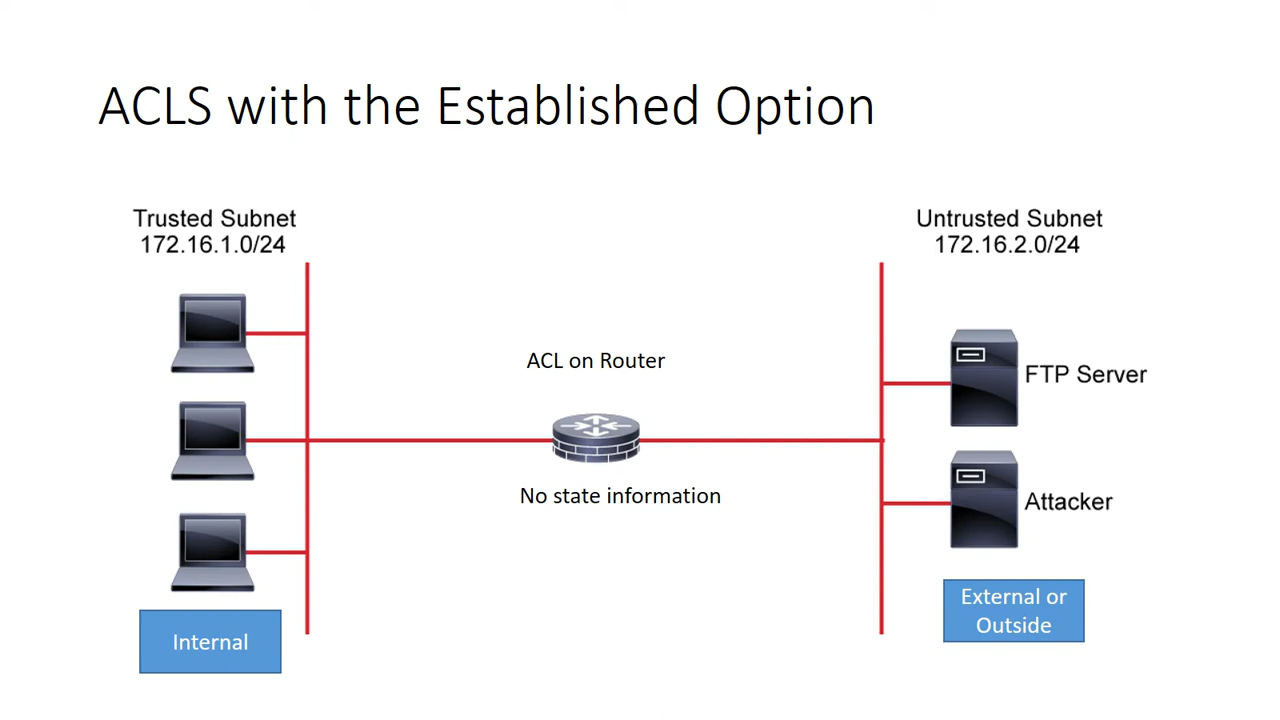 ACLS with the Established Option
Trusted Subnet
172.16.1.0/24
Untrusted Subnet
172.16.2.0/24
ACL on Router
FTP Server
No state information
Attacker
External or
Outside
Internal